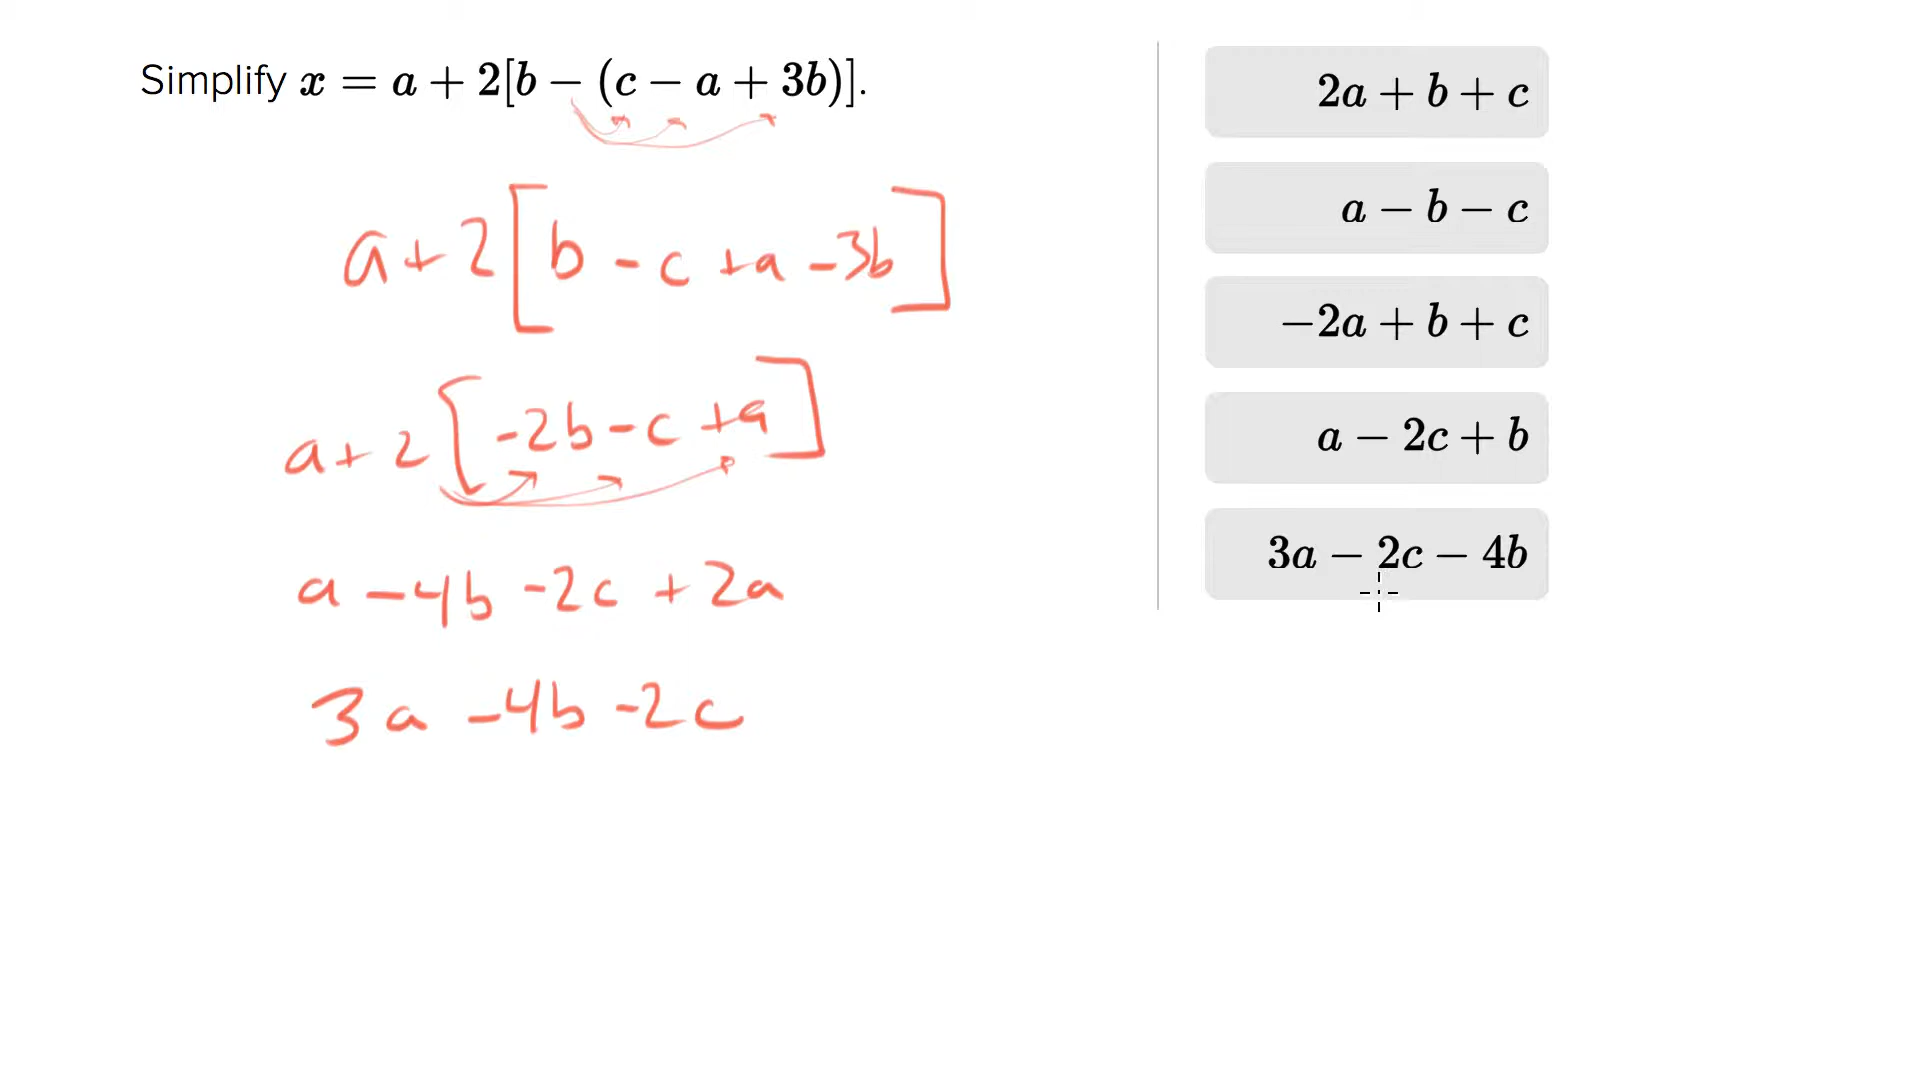 Simplify x = a + 2[b − (c − a + 3b)].
a + 2[b - c + a - 3b]
a + 2[-2b - c + a]
a - 4b - 2c + 2a
3a - 4b - 2c
2a + b + c
a − b − c
−2a + b + c
a − 2c + b
3a − 2c − 4b